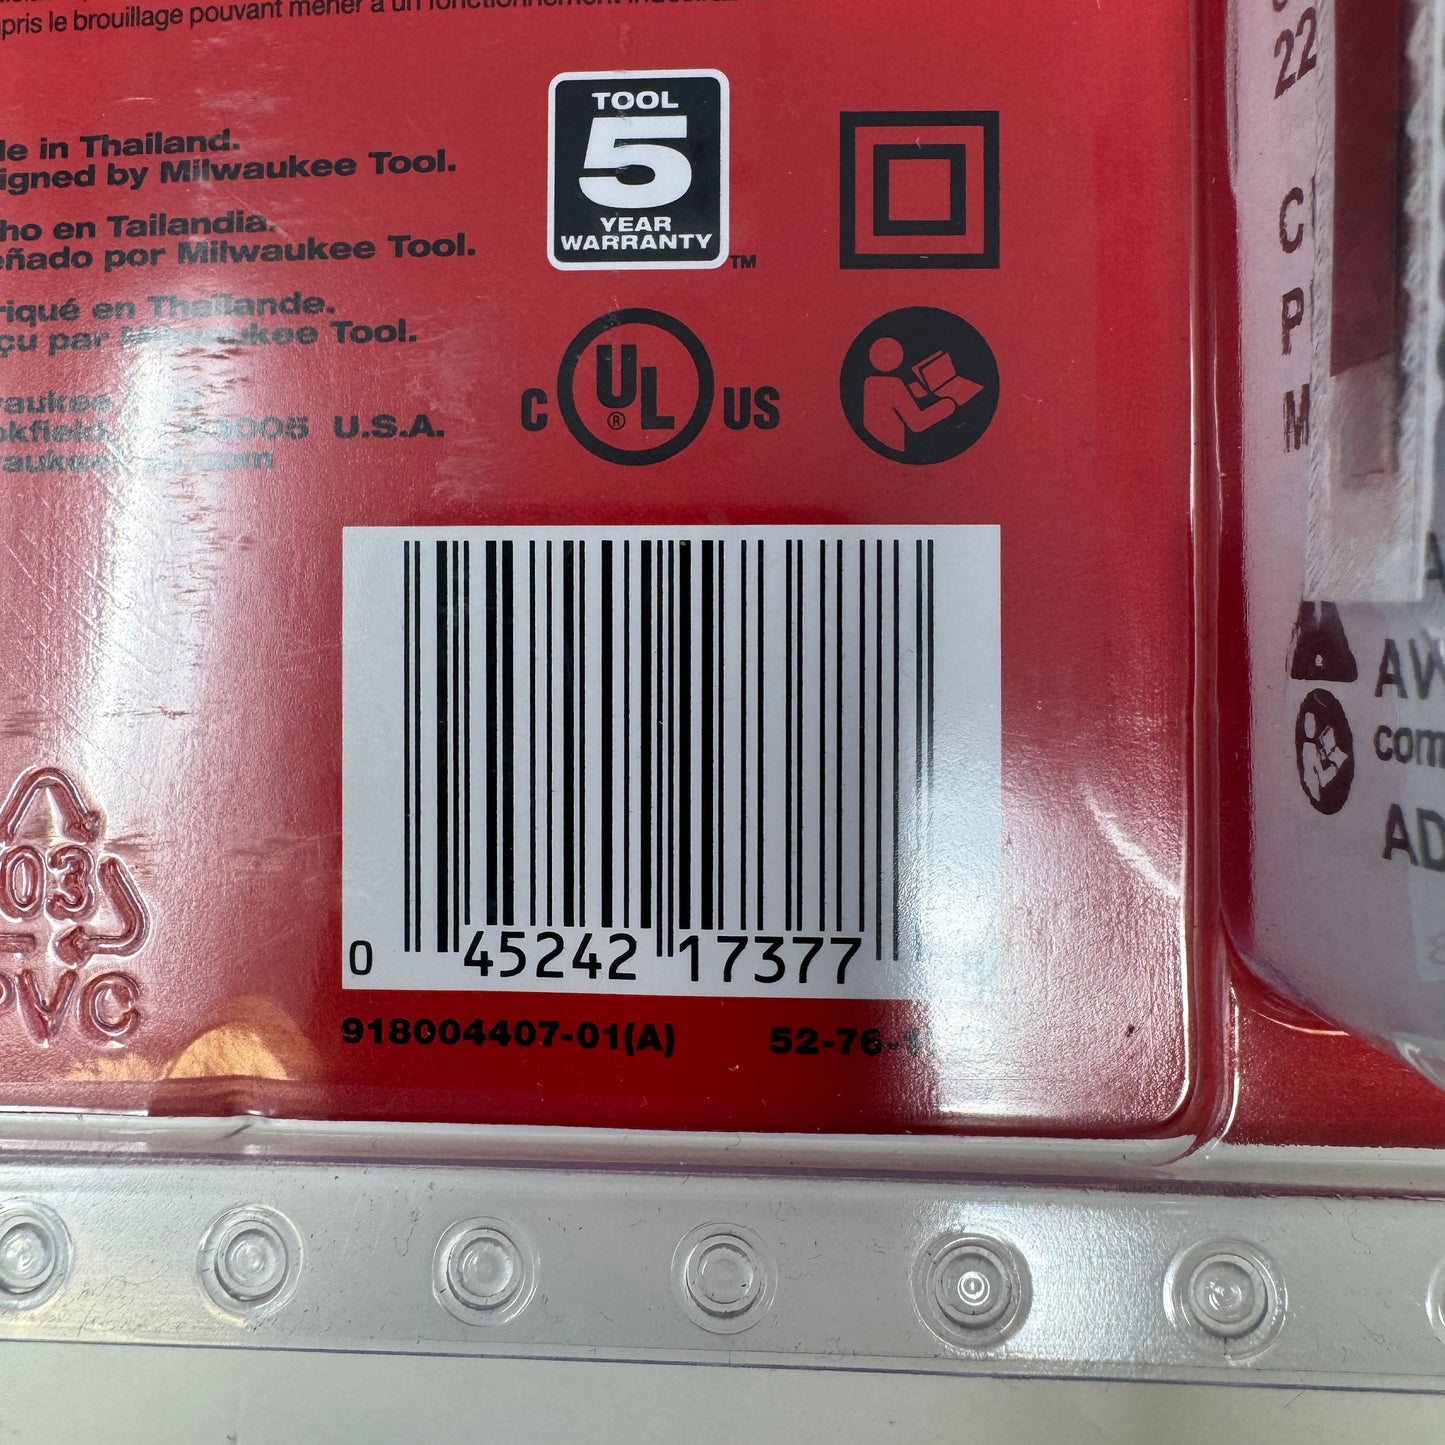 pris le brouillage pouvant mener à un fonctionnement
22
TOOL
5
YEAR
WARRANTY
TM
le in Thailand.
igned by Milwaukee Tool.
ho en Tailandia.
eñado por Milwaukee Tool.
riqué en Thaïlande.
çu par Milwaukee Tool.
U.S.A.
C UL ® US
C
P
M
com
AD
0 45242 17377
918004407-01(A) 52-76-
03
PVC